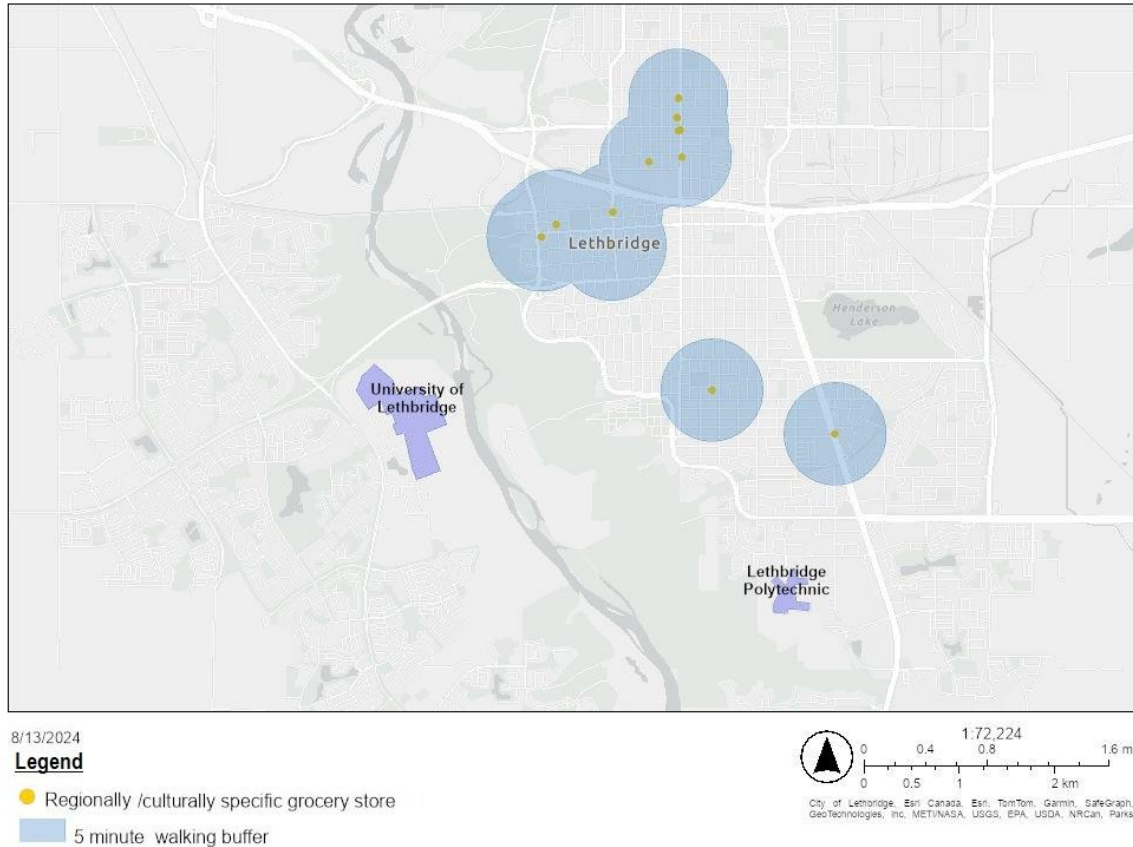 Lethbridge
Henderson
Lake
University of
Lethbridge
Lethbridge
Polytechnic
8/13/2024
Legend
Regionally /culturally specific grocery store
5 minute walking buffer
1:72,224
0 0.4 0.8 1.6 m
0 0.5 1 2 km
City of Lethbridge, Esri Canada, Esri, TomTom, Garmin, SafeGraph,
GeoTechnologies, Inc, METI/NASA, USGS, EPA, USDA, NRCan, Parks